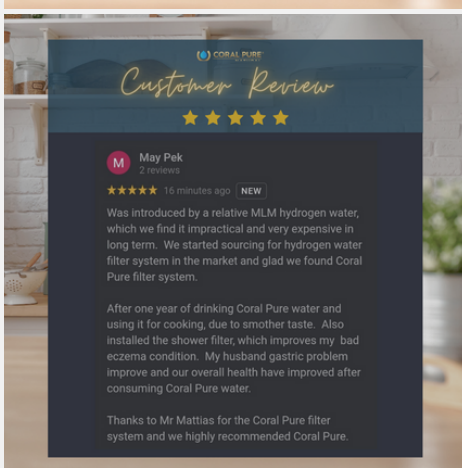 CORAL PURE
Customer Review
M
May Pek
2 reviews
16 minutes ago NEW
Was introduced by a relative MLM hydrogen water,
which we find it impractical and very expensive in
long term. We started sourcing for hydrogen water
filter system in the market and glad we found Coral
Pure filter system.
After one year of drinking Coral Pure water and
using it for cooking, due to smother taste. Also
installed the shower filter, which improves my bad
eczema condition. My husband gastric problem
improve and our overall health have improved after
consuming Coral Pure water.
Thanks to Mr Mattias for the Coral Pure filter
system and we highly recommended Coral Pure.